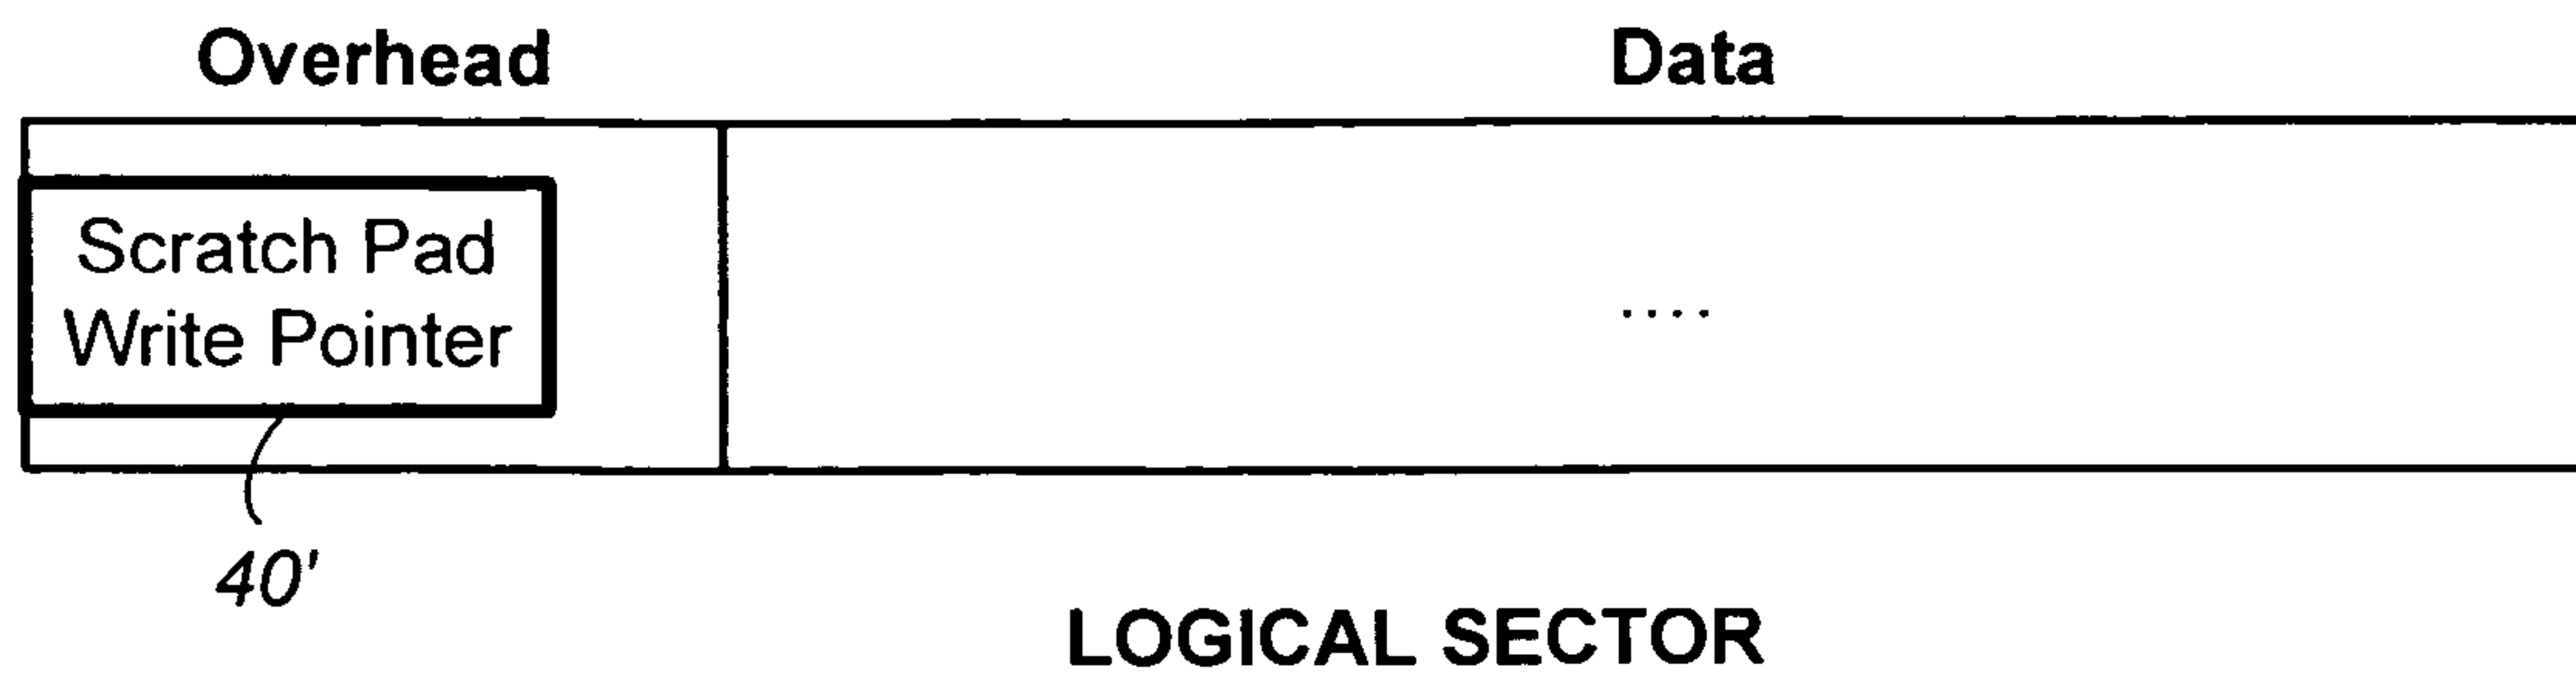 Overhead Data
Scratch Pad
Write Pointer
....
40'
LOGICAL SECTOR